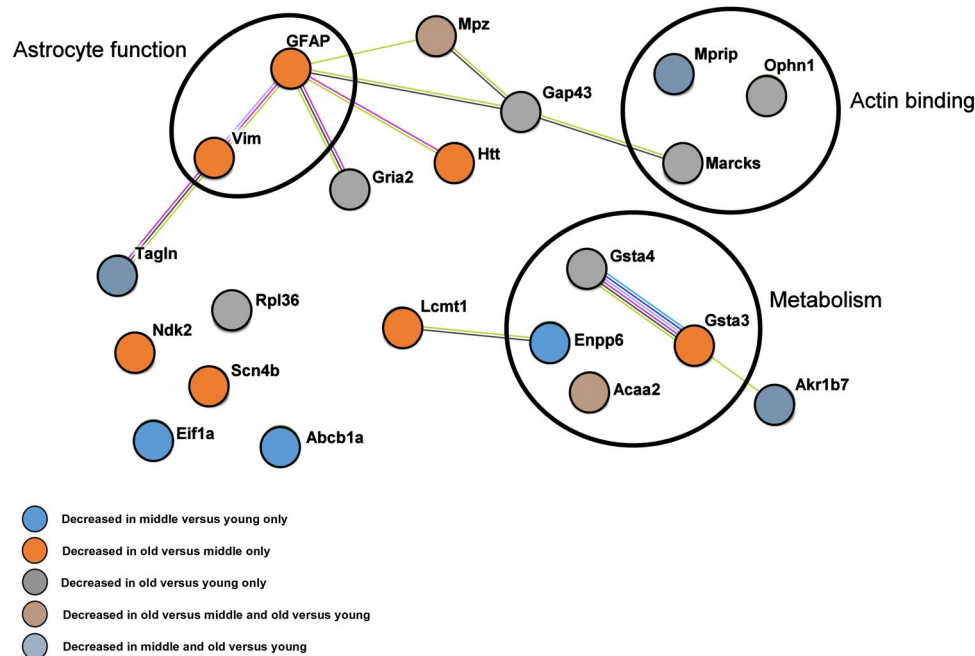 Mpz
GFAP
Astrocyte function
Mprip
Ophn1
Gap43
Actin binding
Vim
Htt
Marcks
Gria2
Tagln
Gsta4
Rpl36
Lcmt1
Metabolism
Gsta3
Ndk2
Enpp6
Scn4b
Acaa2
Akr1b7
Eif1a
Abcb1a
Decreased in middle versus young only
Decreased in old versus middle only
Decreased in old versus young only
Decreased in old versus middle and old versus young
Decreased in middle and old versus young